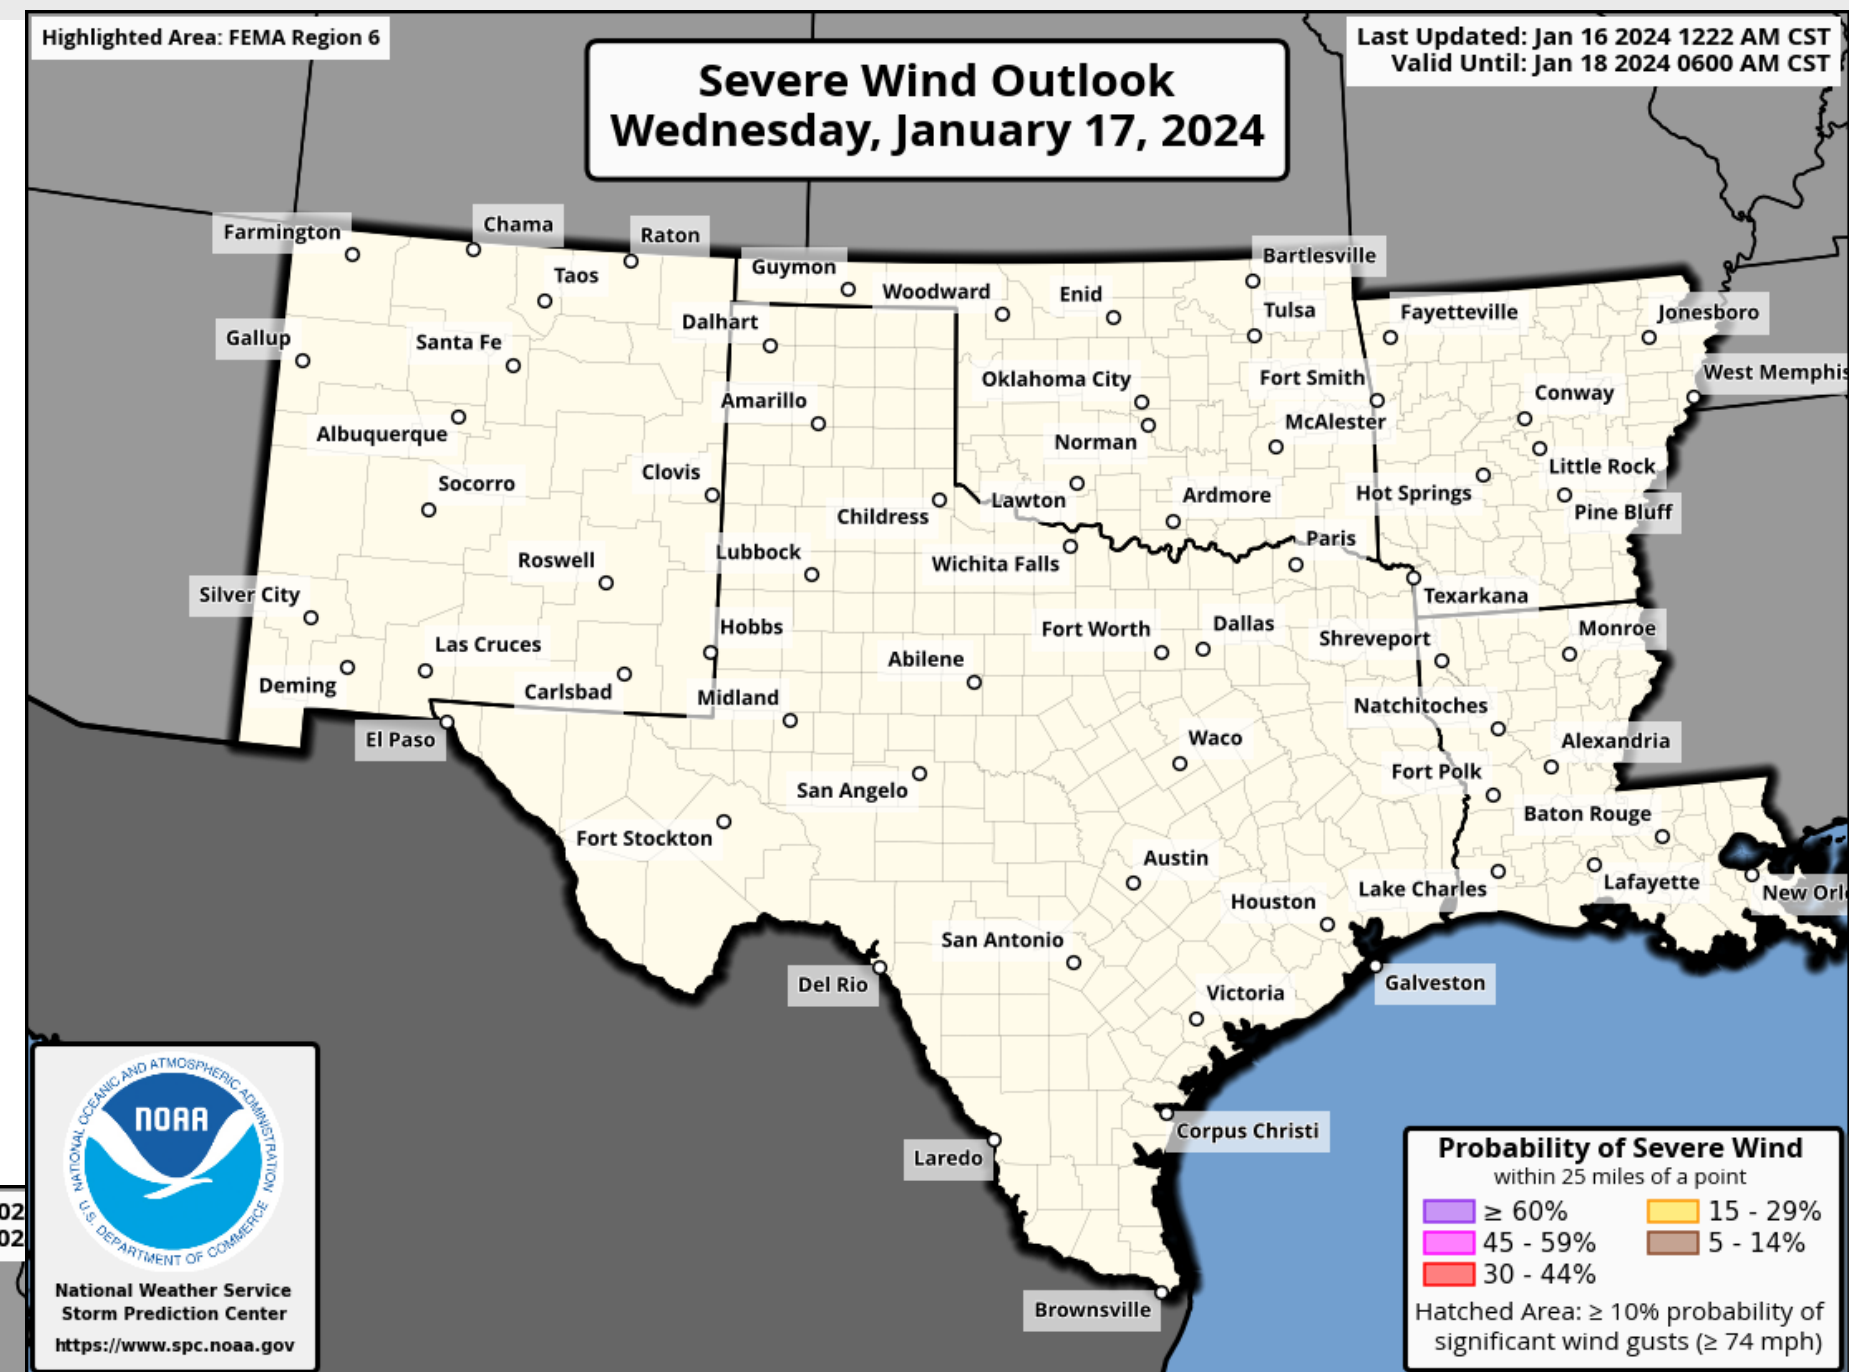 Highlighted Area: FEMA Region 6
Severe Wind Outlook
Wednesday, January 17, 2024
Last Updated: Jan 16 2024 1222 AM CST
Valid Until: Jan 18 2024 0600 AM CST
Farmington
Chama
Raton
Taos
Guymon
Woodward
Enid
Bartlesville
Tulsa
Fayetteville
Jonesboro
Gallup
Santa Fe
Dalhart
Oklahoma City
Fort Smith
West Memphis
Conway
Albuquerque
Amarillo
Norman
McAlester
Little Rock
Socorro
Clovis
Childress
Lawton
Ardmore
Hot Springs
Pine Bluff
Roswell
Lubbock
Wichita Falls
Paris
Silver City
Texarkana
Las Cruces
Hobbs
Abilene
Fort Worth
Dallas
Shreveport
Monroe
Deming
Carlsbad
Midland
Natchitoches
El Paso
Waco
Alexandria
San Angelo
Fort Polk
Fort Stockton
Baton Rouge
Austin
Lake Charles
Lafayette
New Orl
Houston
San Antonio
Del Rio
Victoria
Galveston
Corpus Christi
Laredo
Brownsville
02
02
NATIONAL OCEANIC AND ATMOSPHERIC ADMINISTRATION
NOAA
U.S. DEPARTMENT OF COMMERCE
National Weather Service
Storm Prediction Center
https://www.spc.noaa.gov
Probability of Severe Wind
within 25 miles of a point
≥ 60%
15 - 29%
45 - 59%
5 - 14%
30 - 44%
Hatched Area: ≥ 10% probability of
significant wind gusts (≥ 74 mph)